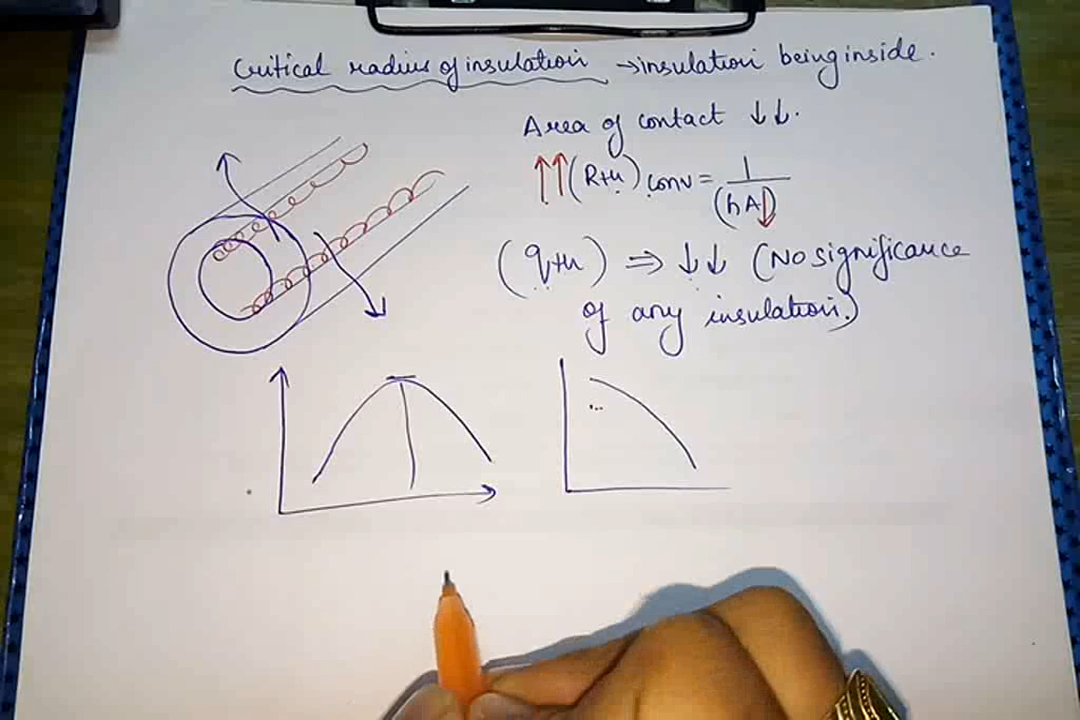 Critical radius of insulation → insulation being inside.
Area of contact ↓↓.
↑↑(Rth)conv = 1/(hA↓)
(qth) ⇒ ↓↓ (No significance
of any insulation.)